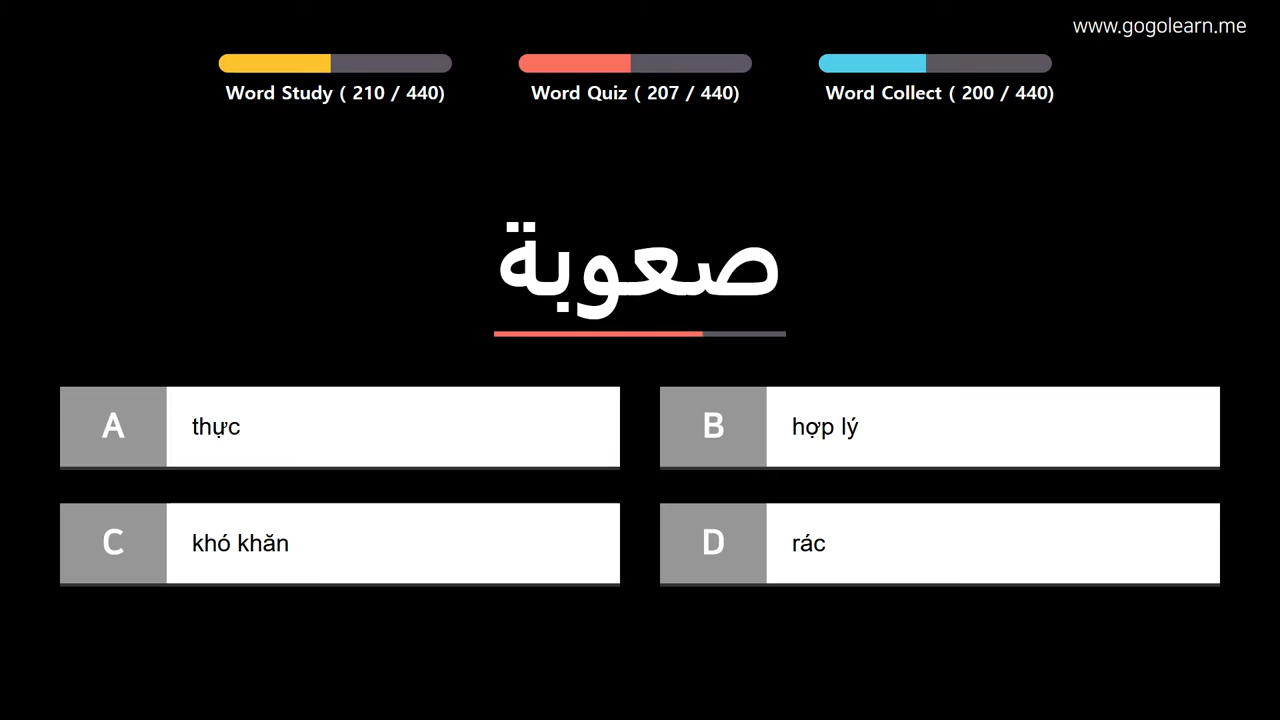 www.gogolearn.me
Word Study ( 210 / 440)
Word Quiz ( 207 / 440)
Word Collect ( 200 / 440)
صعوبة
A thực
B hợp lý
C khó khăn
D rác